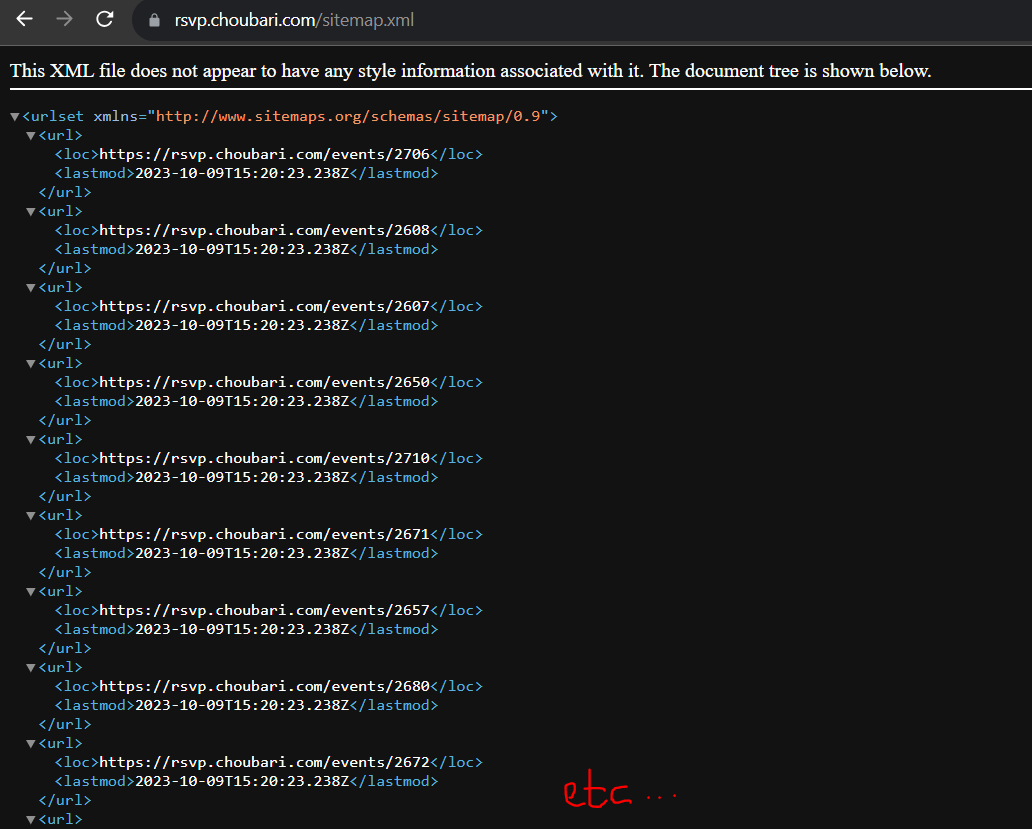 rsvp.choubari.com/sitemap.xml
This XML file does not appear to have any style information associated with it. The document tree is shown below.
▼<urlset xmlns="http://www.sitemaps.org/schemas/sitemap/0.9">
▼<url>
<loc>https://rsvp.choubari.com/events/2706</loc>
<lastmod>2023-10-09T15:20:23.238Z</lastmod>
</url>
▼<url>
<loc>https://rsvp.choubari.com/events/2608</loc>
<lastmod>2023-10-09T15:20:23.238Z</lastmod>
</url>
▼<url>
<loc>https://rsvp.choubari.com/events/2607</loc>
<lastmod>2023-10-09T15:20:23.238Z</lastmod>
</url>
▼<url>
<loc>https://rsvp.choubari.com/events/2650</loc>
<lastmod>2023-10-09T15:20:23.238Z</lastmod>
</url>
▼<url>
<loc>https://rsvp.choubari.com/events/2710</loc>
<lastmod>2023-10-09T15:20:23.238Z</lastmod>
</url>
▼<url>
<loc>https://rsvp.choubari.com/events/2671</loc>
<lastmod>2023-10-09T15:20:23.238Z</lastmod>
</url>
▼<url>
<loc>https://rsvp.choubari.com/events/2657</loc>
<lastmod>2023-10-09T15:20:23.238Z</lastmod>
</url>
▼<url>
<loc>https://rsvp.choubari.com/events/2680</loc>
<lastmod>2023-10-09T15:20:23.238Z</lastmod>
</url>
▼<url>
<loc>https://rsvp.choubari.com/events/2672</loc>
<lastmod>2023-10-09T15:20:23.238Z</lastmod>
</url>
etc ...
▼<url>